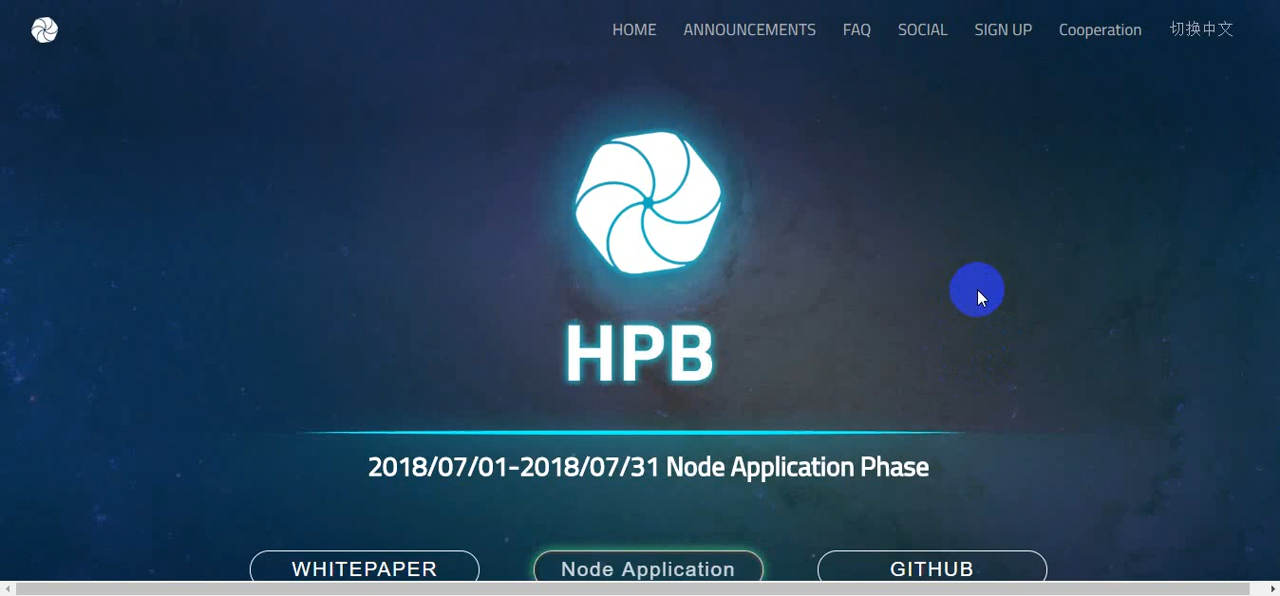 HOME ANNOUNCEMENTS FAQ SOCIAL SIGN UP Cooperation 切换中文
HPB
2018/07/01-2018/07/31 Node Application Phase
WHITEPAPER Node Application GITHUB